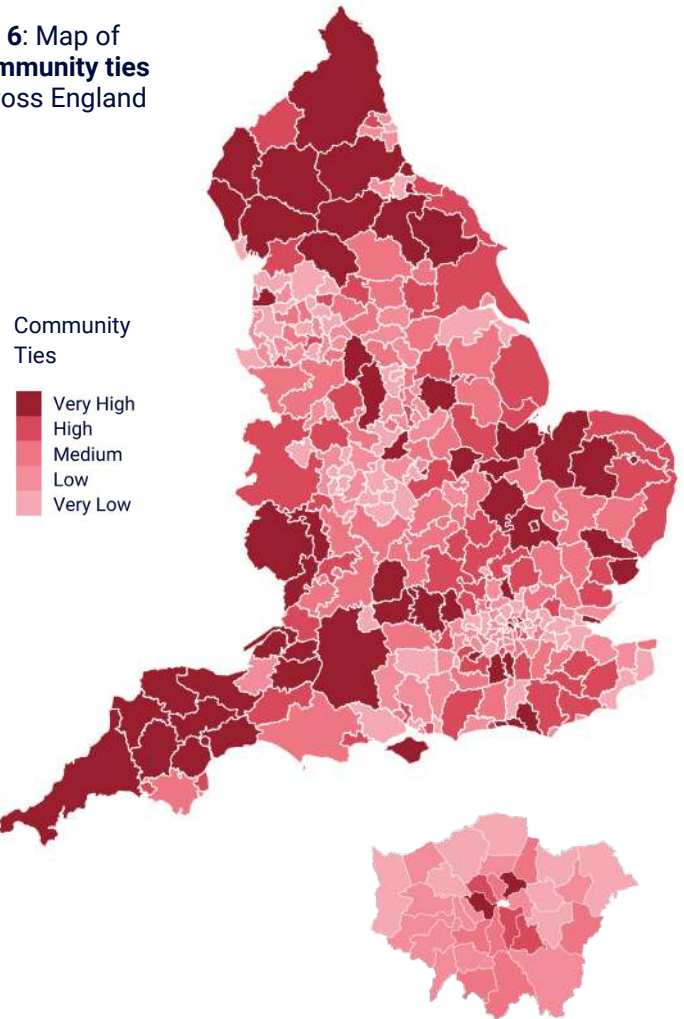 6: Map of
mmunity ties
oss England
Community
Ties
Very High
High
Medium
Low
Very Low